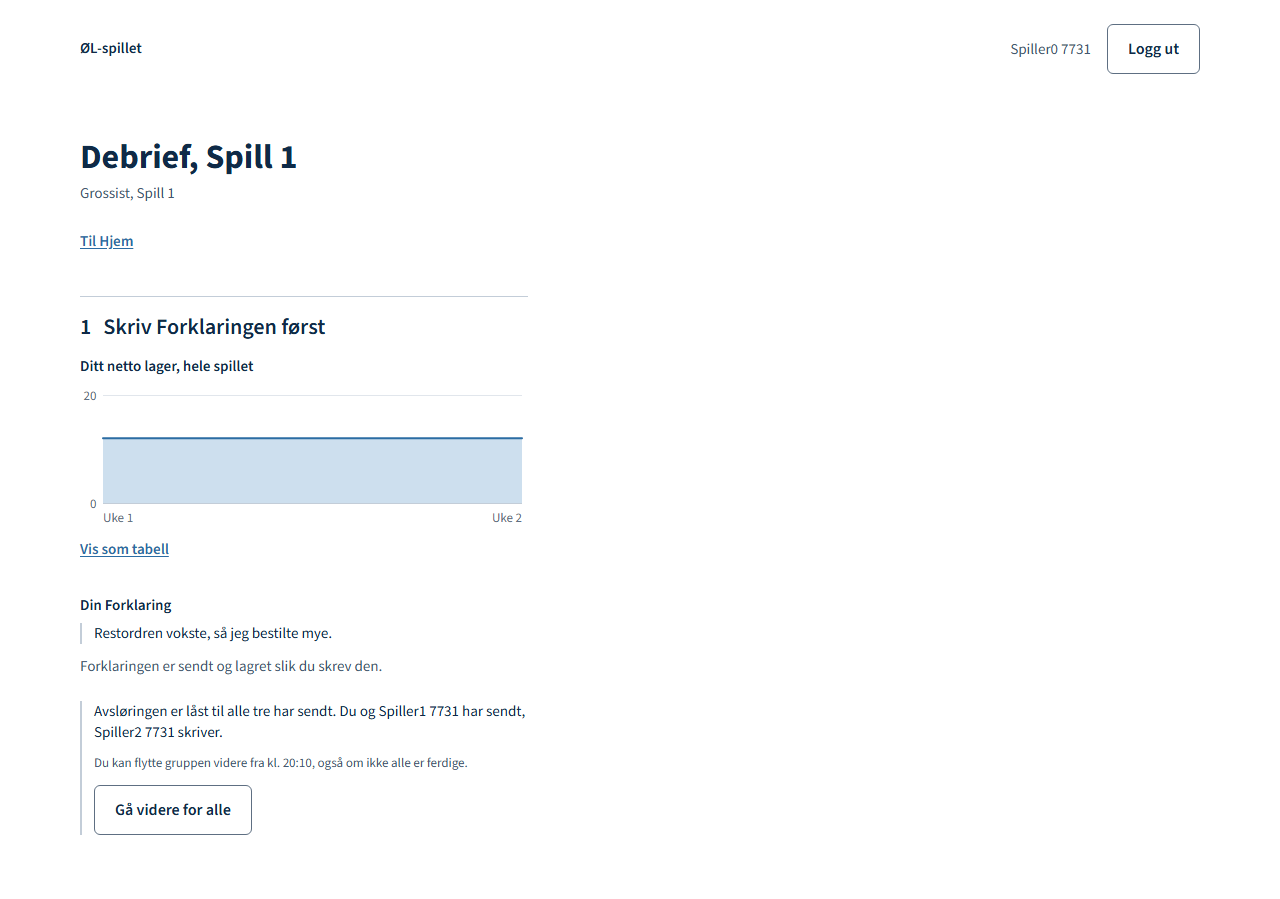 ØL-spillet
Spiller0 7731
Logg ut
Debrief, Spill 1
Grossist, Spill 1
Til Hjem
1 Skriv Forklaringen først
Ditt netto lager, hele spillet
20
0
Uke 1
Uke 2
Vis som tabell
Din Forklaring
Restordren vokste, så jeg bestilte mye.
Forklaringen er sendt og lagret slik du skrev den.
Avsløringen er låst til alle tre har sendt. Du og Spiller1 7731 har sendt,
Spiller2 7731 skriver.
Du kan flytte gruppen videre fra kl. 20:10, også om ikke alle er ferdige.
Gå videre for alle